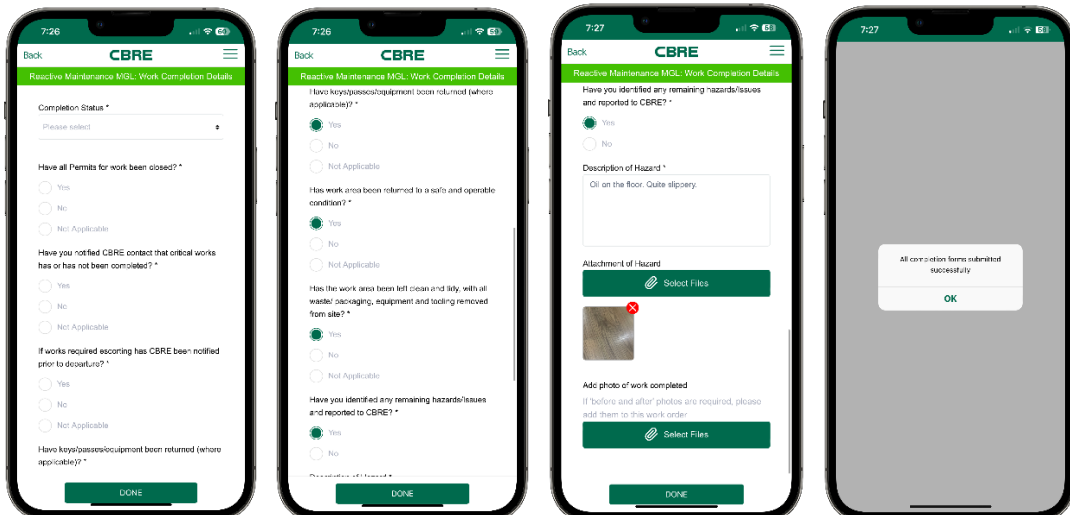 7:26
Back
CBRE
Reactive Maintenance MGL: Work Completion Details
Completion Status *
Please select
Have all Permits for work been closed? *
Yes
No
Not Applicable
Have you notified CBRE contact that critical works
has or has not been completed? *
Yes
No
Not Applicable
If works required escorting has CBRE been notified
prior to departure? *
Yes
No
Not Applicable
Have keys/passes/equipment been returned (where
applicable)? *
DONE
7:26
Back
CBRE
Reactive Maintenance MGL: Work Completion Details
Have keys/passes/equipment been returned (where
applicable)? *
Yes
No
Not Applicable
Has work area been returned to a safe and operable
condition? *
Yes
No
Not Applicable
Has the work area been left clean and tidy, with all
waste/ packaging, equipment and tooling removed
from site? *
Yes
No
Not Applicable
Have you identified any remaining hazards/issues
and reported to CBRE? *
Yes
No
Description of Hazard *
DONE
7:27
68
Back
CBRE
Reactive Maintenance MGL: Work Completion Details
Have you identified any remaining hazards/issues
and reported to CBRE? *
Yes
No
Description of Hazard *
Oil on the floor. Quite slippery.
Attachment of Hazard
Select Files
Add photo of work completed
If 'before and after' photos are required, please
add them to this work order
Select Files
DONE
7:27
All completion forms submitted
successfully
OK